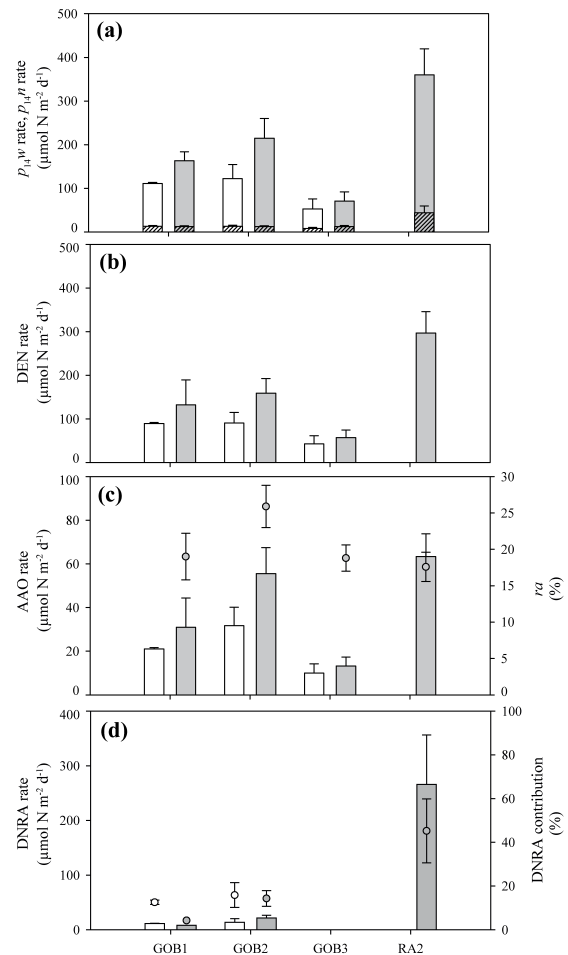 (a)
500
400
300
200
100
0
p₁₄w rate, p₁₄n rate
(µmol N m⁻² d⁻¹)
(b)
500
400
300
200
100
0
DEN rate
(µmol N m⁻² d⁻¹)
(c)
100
80
60
40
20
0
AAO rate
(µmol N m⁻² d⁻¹)
30
25
20
15
10
5
0
ra
(%)
(d)
400
300
200
100
0
DNRA rate
(µmol N m⁻² d⁻¹)
100
80
60
40
20
0
DNRA contribution
(%)
GOB1 GOB2 GOB3 RA2